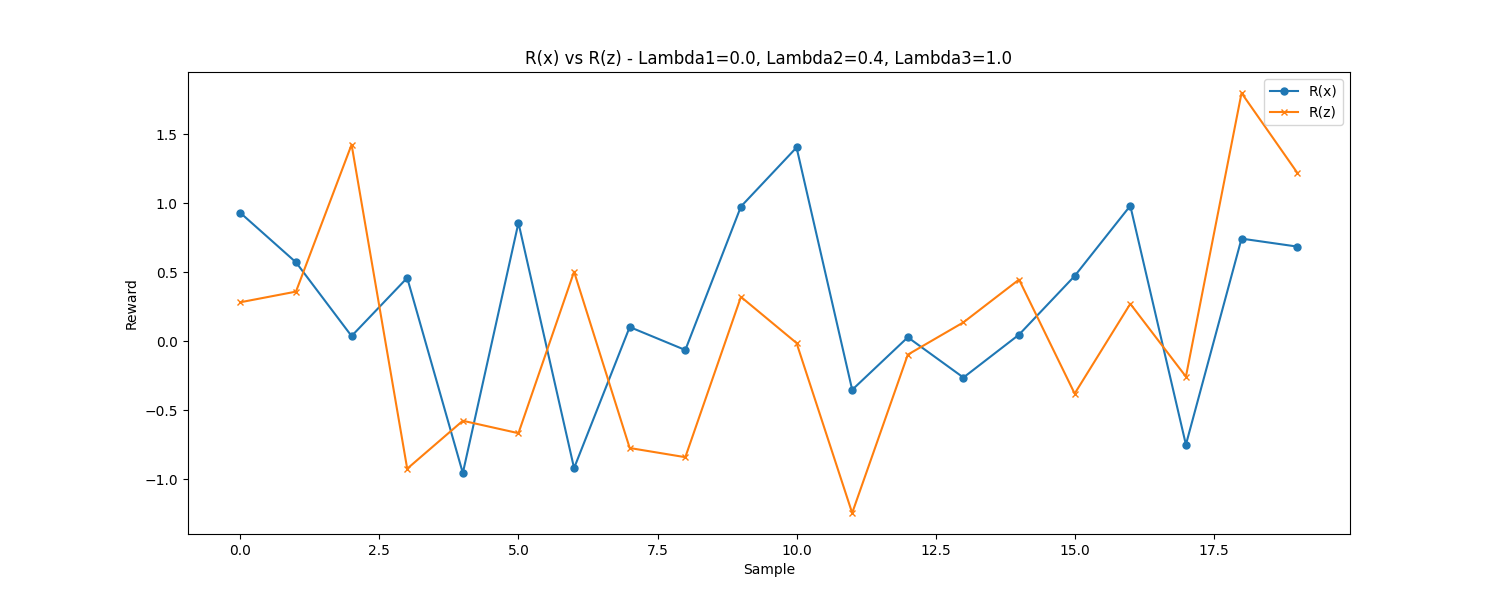 R(x) vs R(z) - Lambda1=0.0, Lambda2=0.4, Lambda3=1.0
R(x)
R(z)
Reward
1.5
1.0
0.5
0.0
−0.5
−1.0
0.0 2.5 5.0 7.5 10.0 12.5 15.0 17.5
Sample